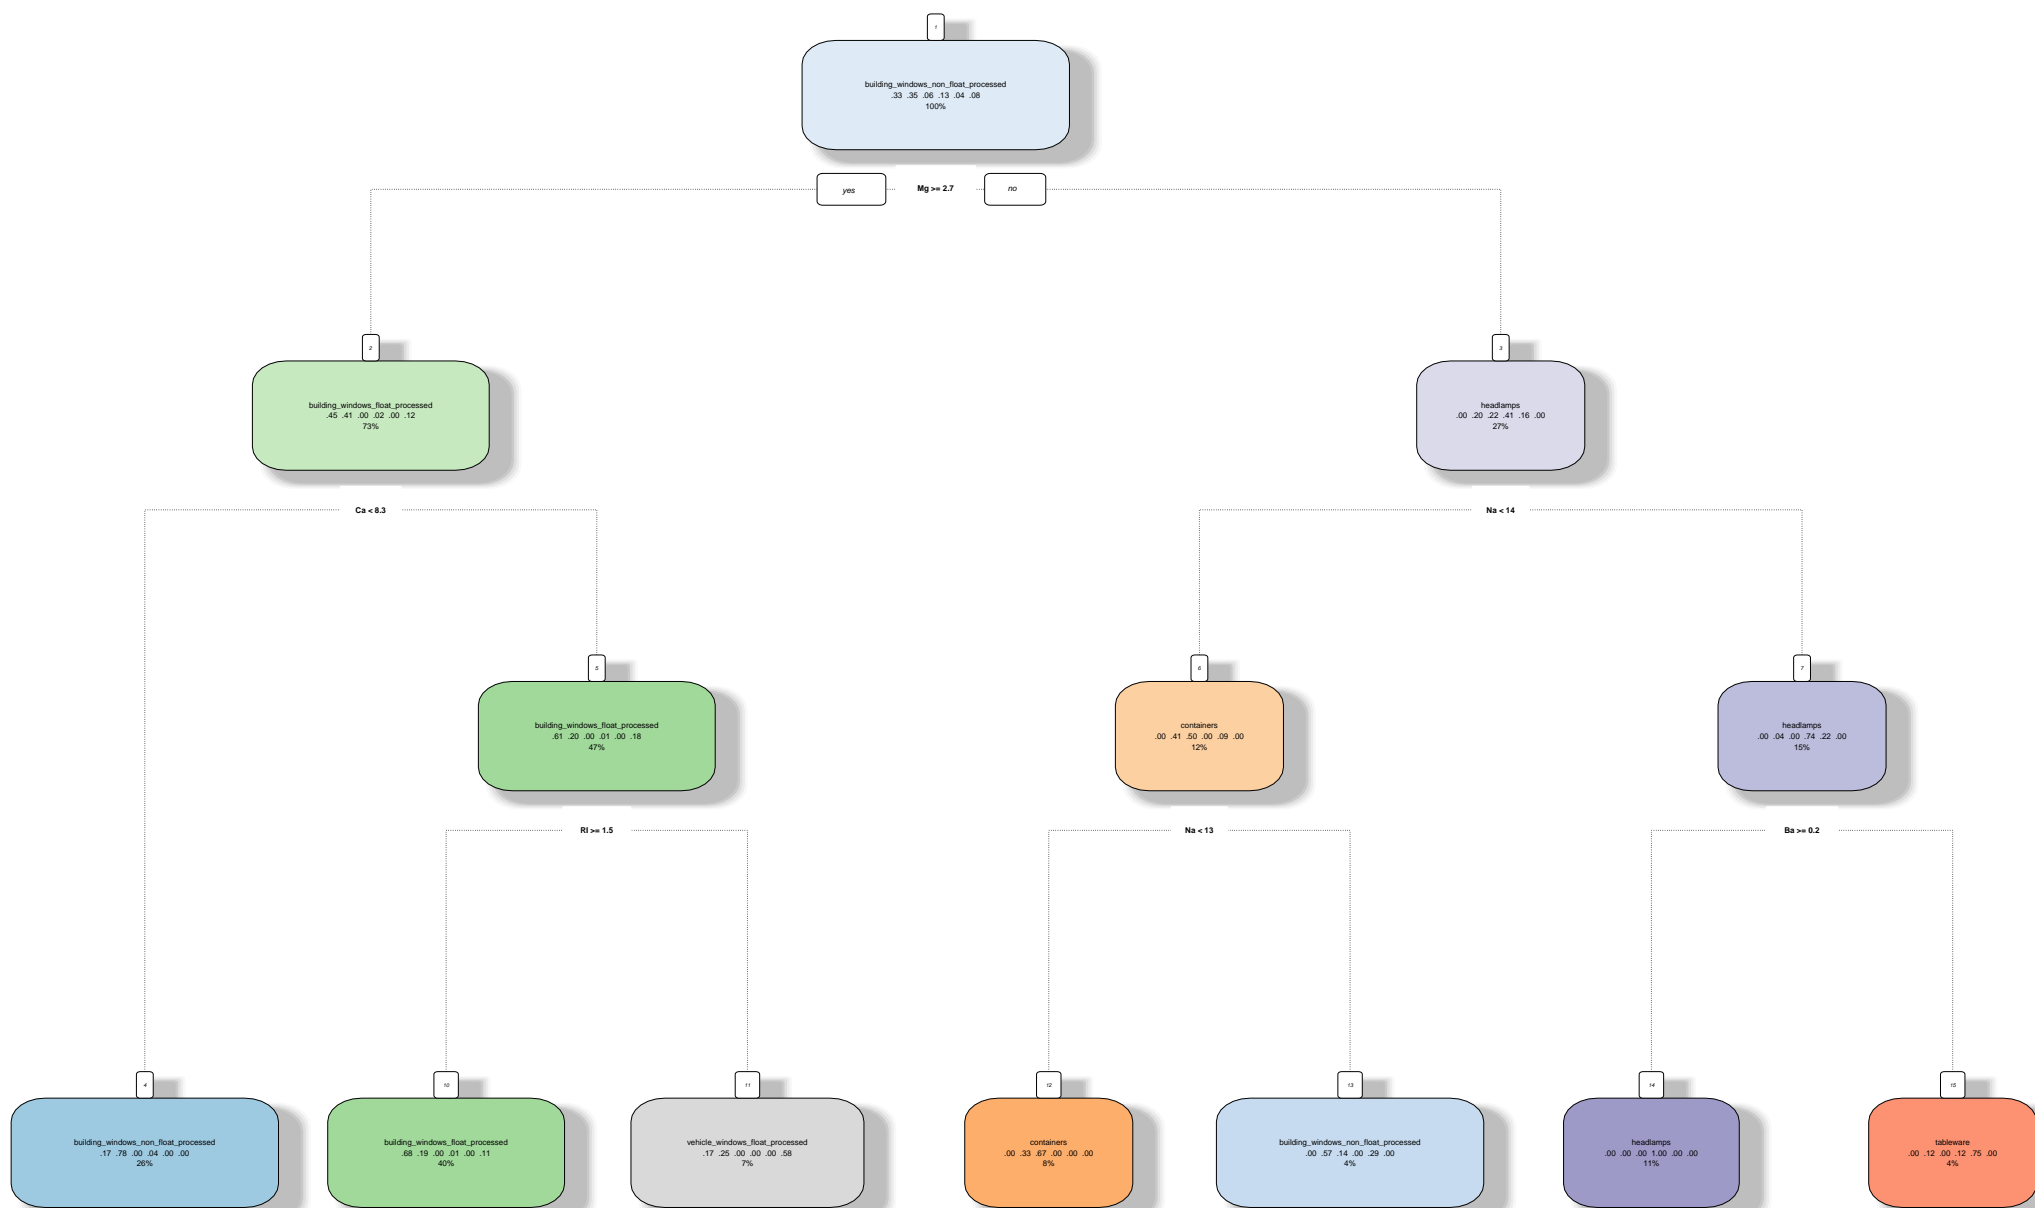 1
building_windows_non_float_processed
.33 .35 .06 .13 .04 .08
100%
yes
Mg >= 2.7
no
2
building_windows_float_processed
.45 .41 .00 .02 .00 .12
73%
3
headlamps
.00 .20 .22 .41 .16 .00
27%
Ca < 8.3
Na < 14
5
building_windows_float_processed
.61 .20 .00 .01 .00 .18
47%
6
containers
.00 .41 .50 .00 .09 .00
12%
7
headlamps
.00 .04 .00 .74 .22 .00
15%
RI >= 1.5
Na < 13
Ba >= 0.2
4
building_windows_non_float_processed
.17 .78 .00 .04 .00 .00
26%
10
building_windows_float_processed
.68 .19 .00 .01 .00 .11
40%
11
vehicle_windows_float_processed
.17 .25 .00 .00 .00 .58
7%
12
containers
.00 .33 .67 .00 .00 .00
8%
13
building_windows_non_float_processed
.00 .57 .14 .00 .29 .00
4%
14
headlamps
.00 .00 .00 1.00 .00 .00
11%
15
tableware
.00 .12 .00 .12 .75 .00
4%